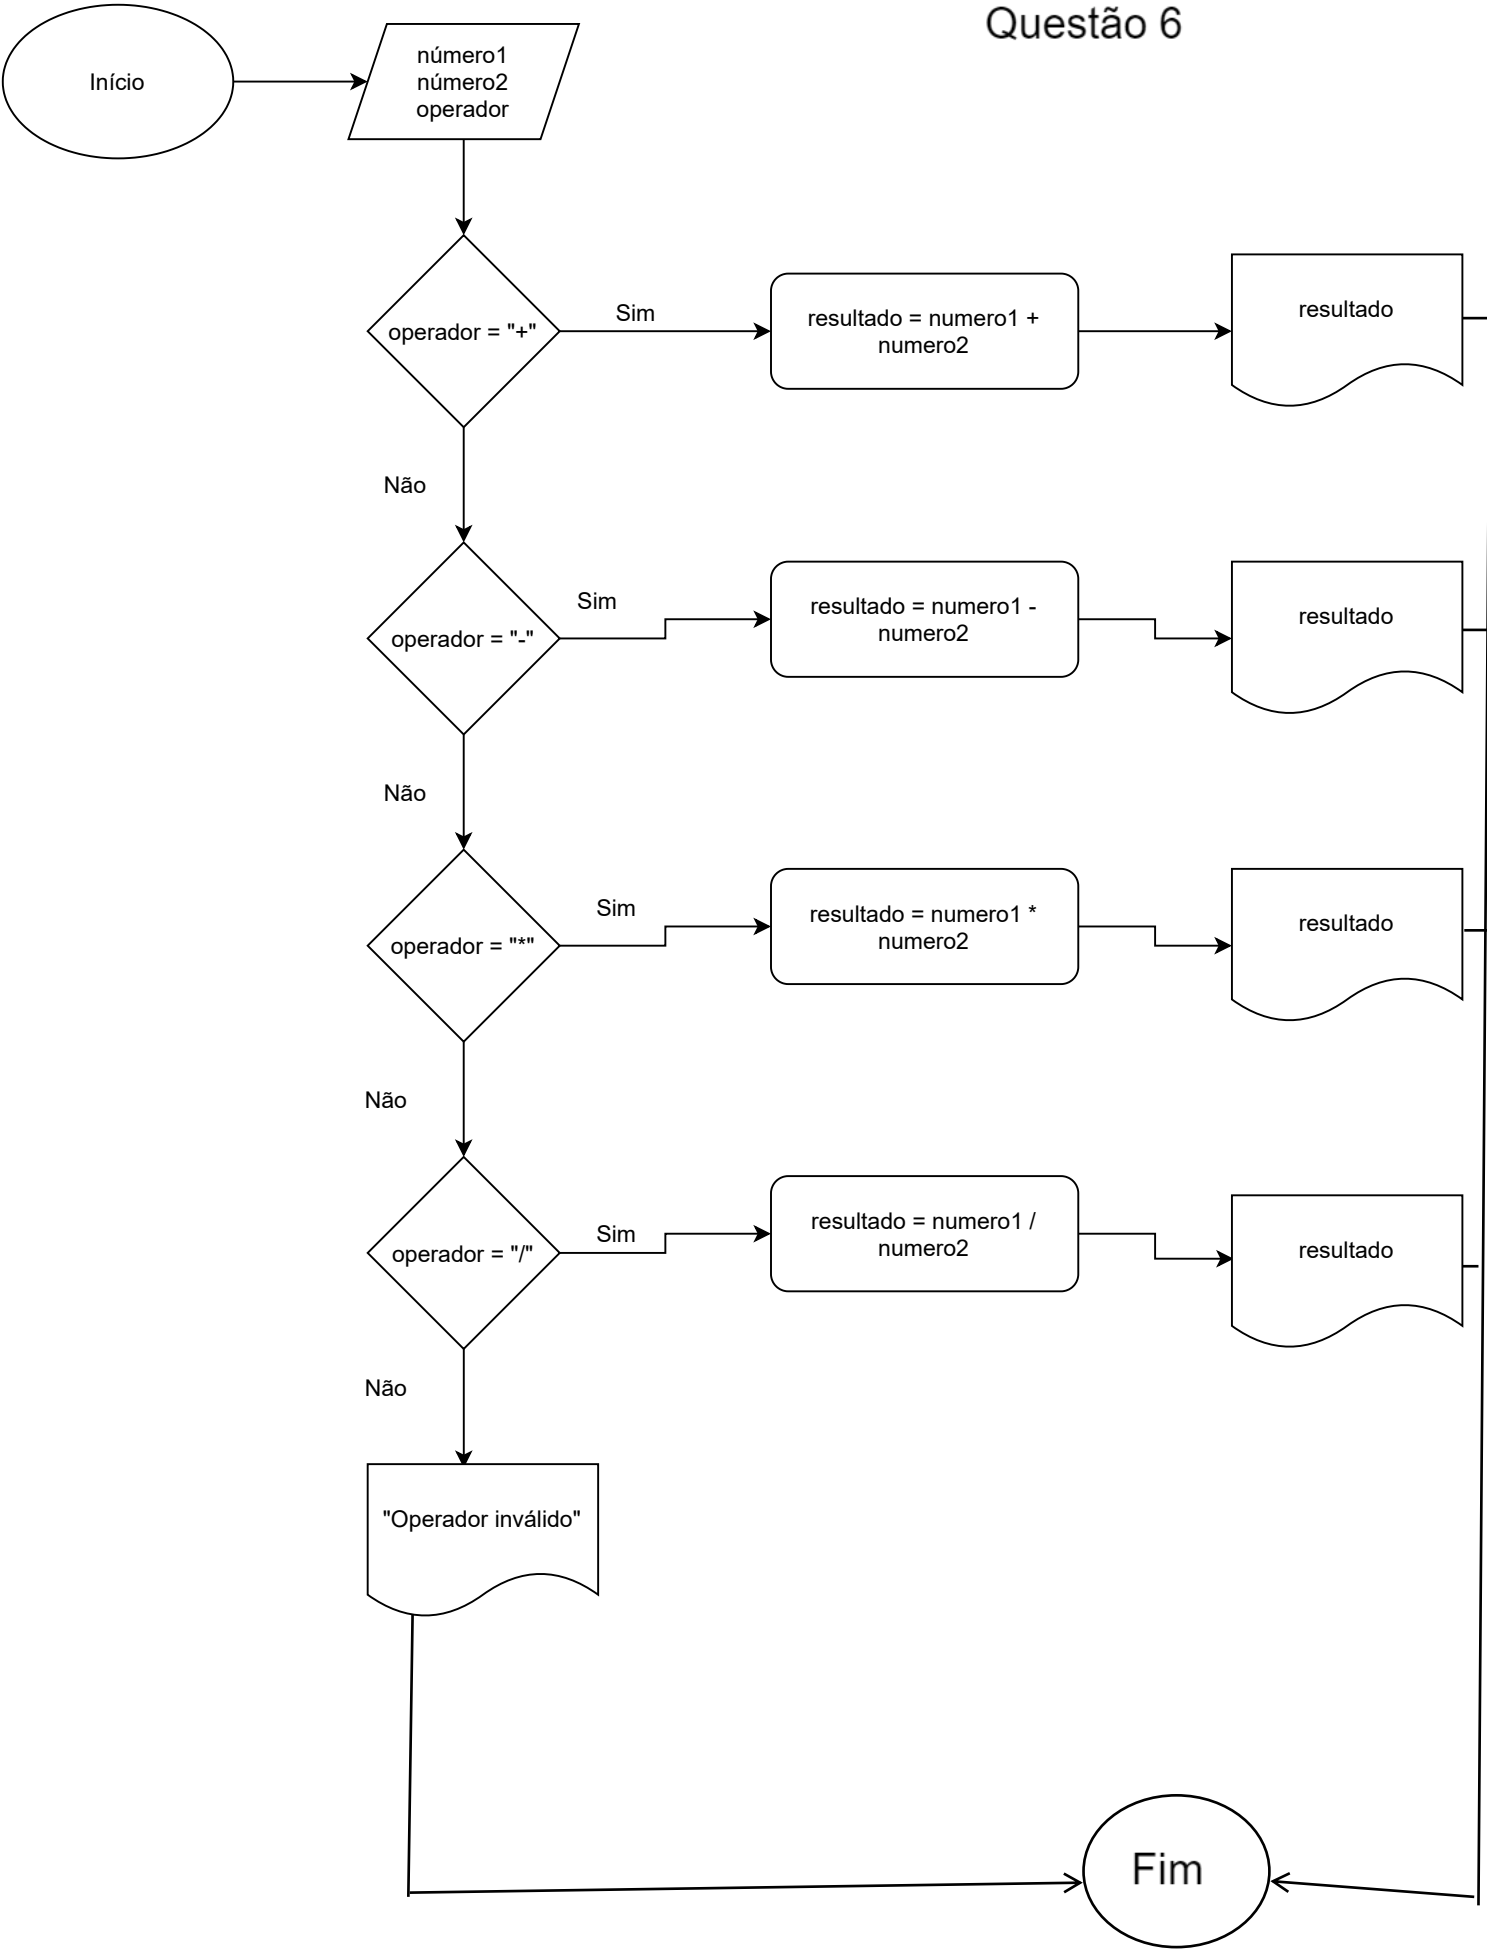 Questão 6
Início
número1
número2
operador
operador = "+"
Sim
resultado = numero1 +
numero2
resultado
Não
operador = "-"
Sim
resultado = numero1 -
numero2
resultado
Não
operador = "*"
Sim
resultado = numero1 *
numero2
resultado
Não
operador = "/"
Sim
resultado = numero1 /
numero2
resultado
Não
"Operador inválido"
Fim